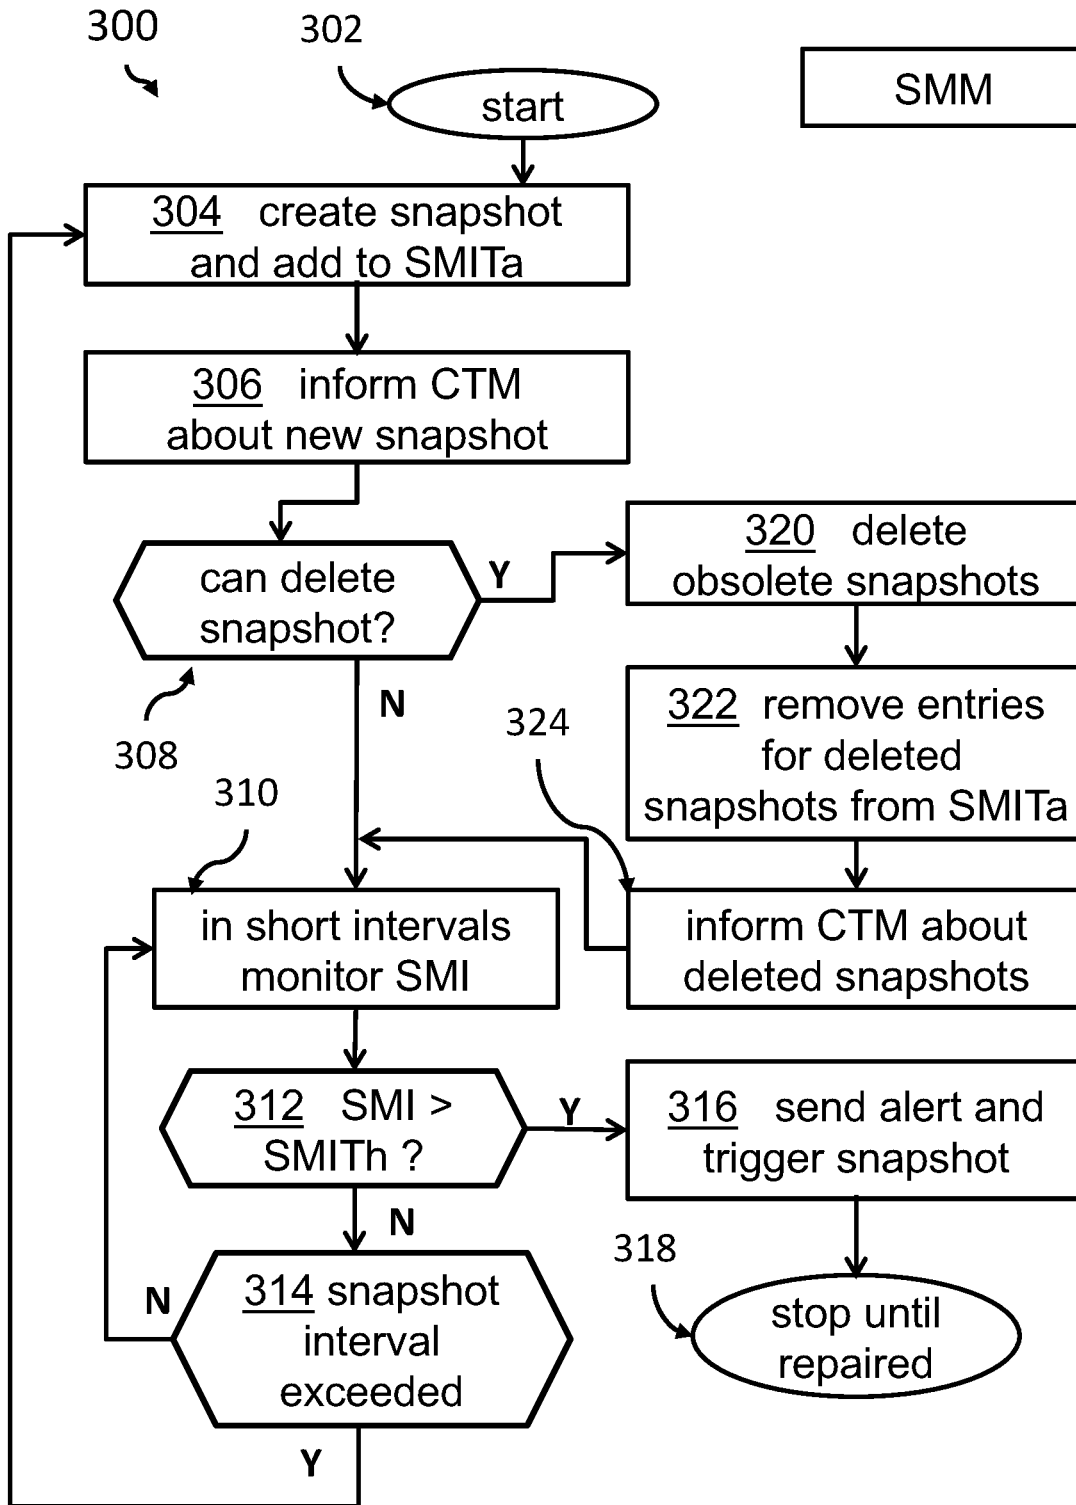 300
302
start
SMM
304 create snapshot
and add to SMITa
306 inform CTM
about new snapshot
can delete
snapshot?
Y
N
308
320 delete
obsolete snapshots
322 remove entries
for deleted
snapshots from SMITa
324
310
in short intervals
monitor SMI
inform CTM about
deleted snapshots
312 SMI >
SMITh ?
Y
N
316 send alert and
trigger snapshot
318
stop until
repaired
314 snapshot
interval
exceeded
N
Y